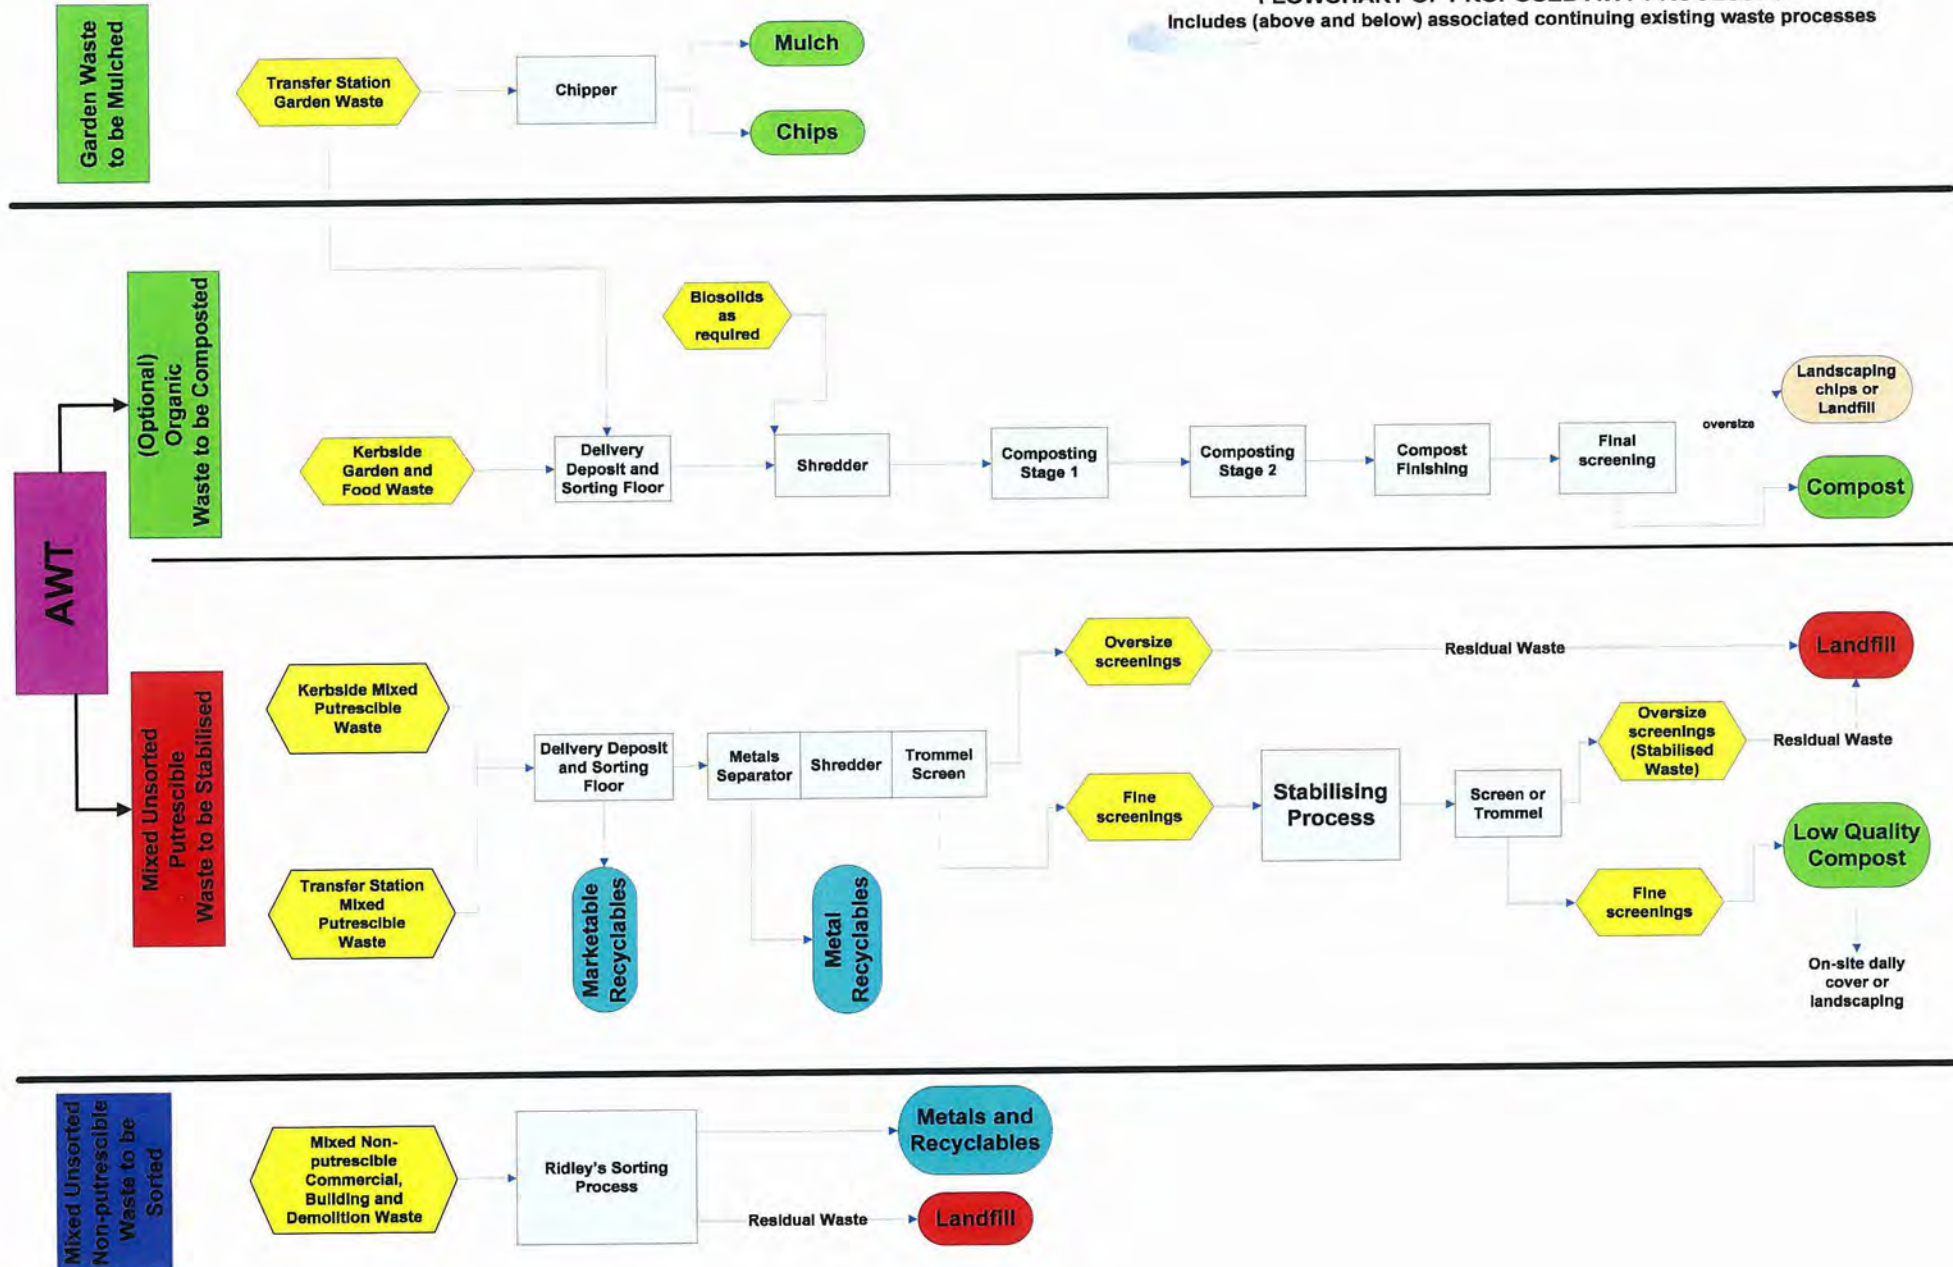 Includes (above and below) associated continuing existing waste processes
Garden Waste
to be Mulched
Transfer Station
Garden Waste
Chipper
Mulch
Chips
AWT
(Optional)
Organic
Waste to be Composted
Biosolids
as
required
Kerbside
Garden and
Food Waste
Delivery
Deposit and
Sorting Floor
Shredder
Composting
Stage 1
Composting
Stage 2
Compost
Finishing
Final
screening
oversize
Landscaping
chips or
Landfill
Compost
Mixed Unsorted
Putrescible
Waste to be Stabilised
Kerbside Mixed
Putrescible
Waste
Transfer Station
Mixed
Putrescible
Waste
Delivery Deposit
and Sorting
Floor
Marketable
Recyclables
Metals
Separator
Shredder
Trommel
Screen
Metal
Recyclables
Oversize
screenings
Residual Waste
Landfill
Fine
screenings
Stabilising
Process
Screen or
Trommel
Oversize
screenings
(Stabilised
Waste)
Residual Waste
Fine
screenings
Low Quality
Compost
On-site daily
cover or
landscaping
Mixed Unsorted
Non-putrescible
Waste to be
Sorted
Mixed Non-
putrescible
Commercial,
Building and
Demolition Waste
Ridley's Sorting
Process
Metals and
Recyclables
Residual Waste
Landfill